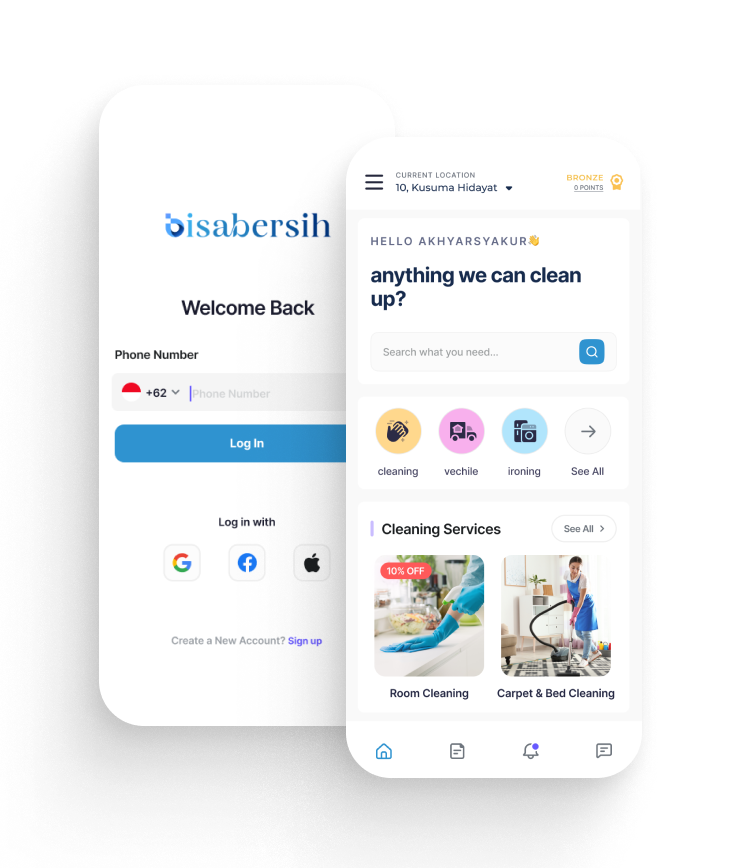 bisabersih
Welcome Back
Phone Number
+62 Phone Number
Log In
Log in with
Create a New Account? Sign up
CURRENT LOCATION
10, Kusuma Hidayat
BRONZE
0 POINTS
HELLO AKHYARSYAKUR👋
anything we can clean
up?
Search what you need...
cleaning
vechile
ironing
See All
Cleaning Services
See All
10% OFF
Room Cleaning
Carpet & Bed Cleaning